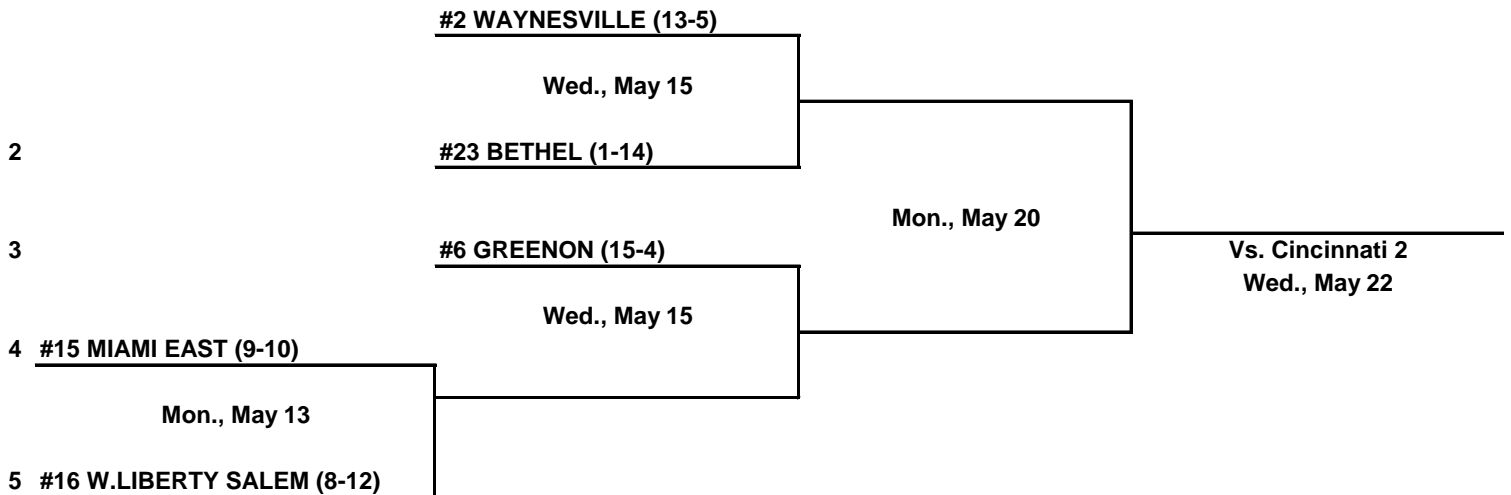 #2 WAYNESVILLE (13-5)
Wed., May 15
2 #23 BETHEL (1-14)
Mon., May 20
3 #6 GREENON (15-4)
Vs. Cincinnati 2
Wed., May 22
Wed., May 15
4 #15 MIAMI EAST (9-10)
Mon., May 13
5 #16 W.LIBERTY SALEM (8-12)